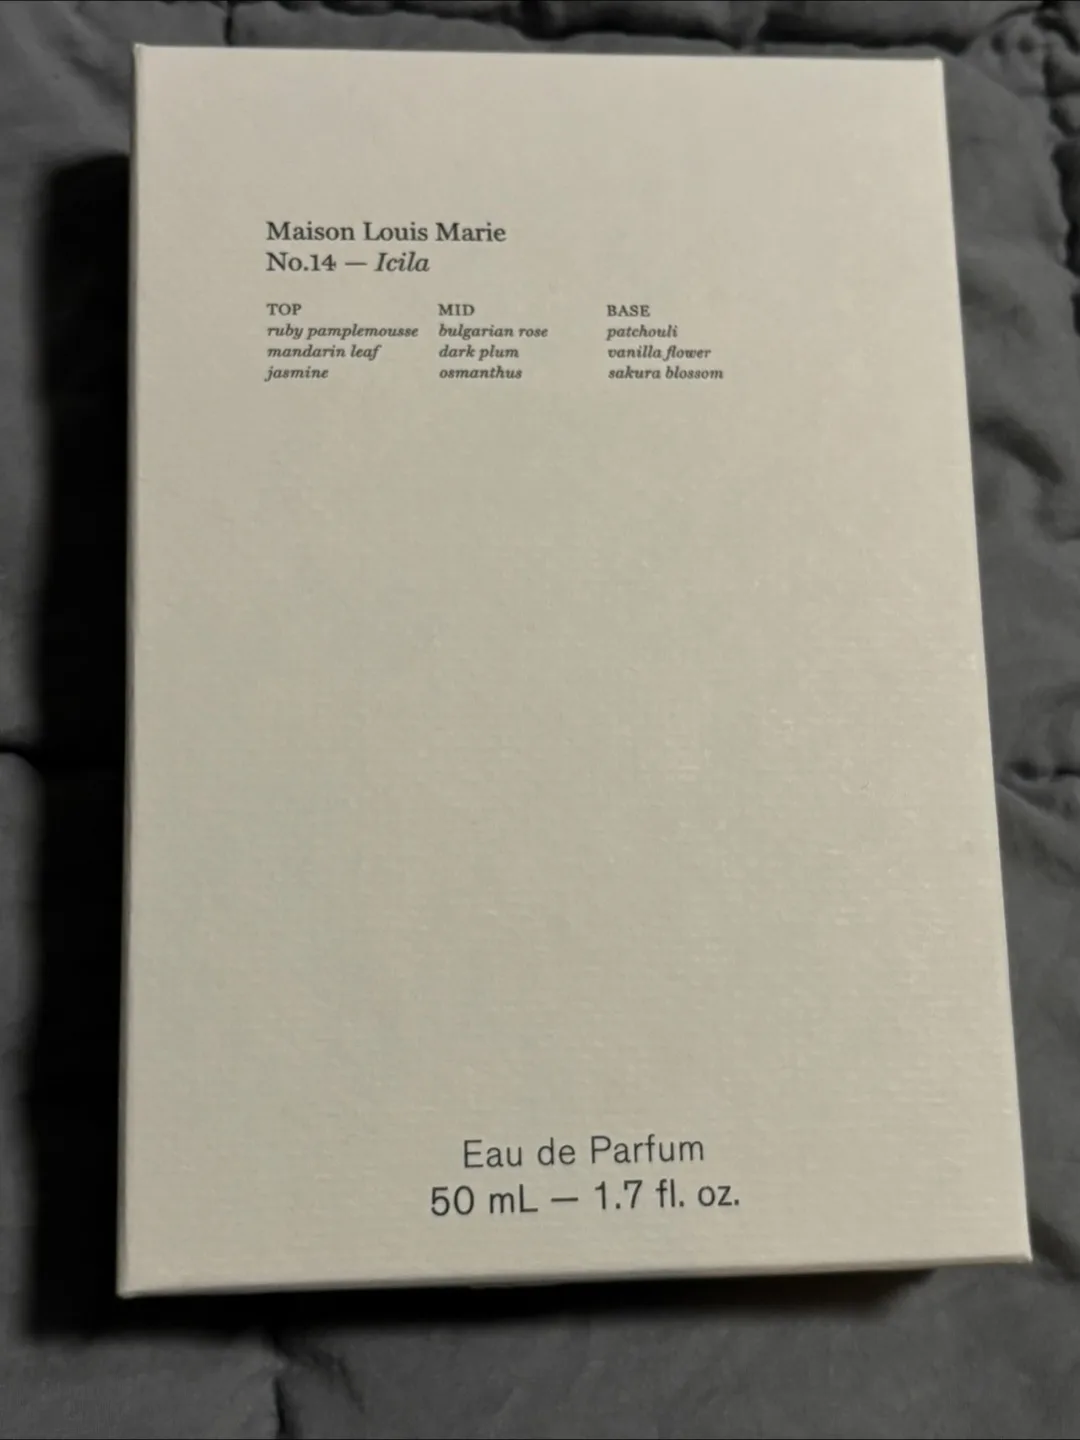 Maison Louis Marie
No.14 — Icila
TOP
ruby pamplemousse
mandarin leaf
jasmine
MID
bulgarian rose
dark plum
osmanthus
BASE
patchouli
vanilla flower
sakura blossom
Eau de Parfum
50 mL — 1.7 fl. oz.